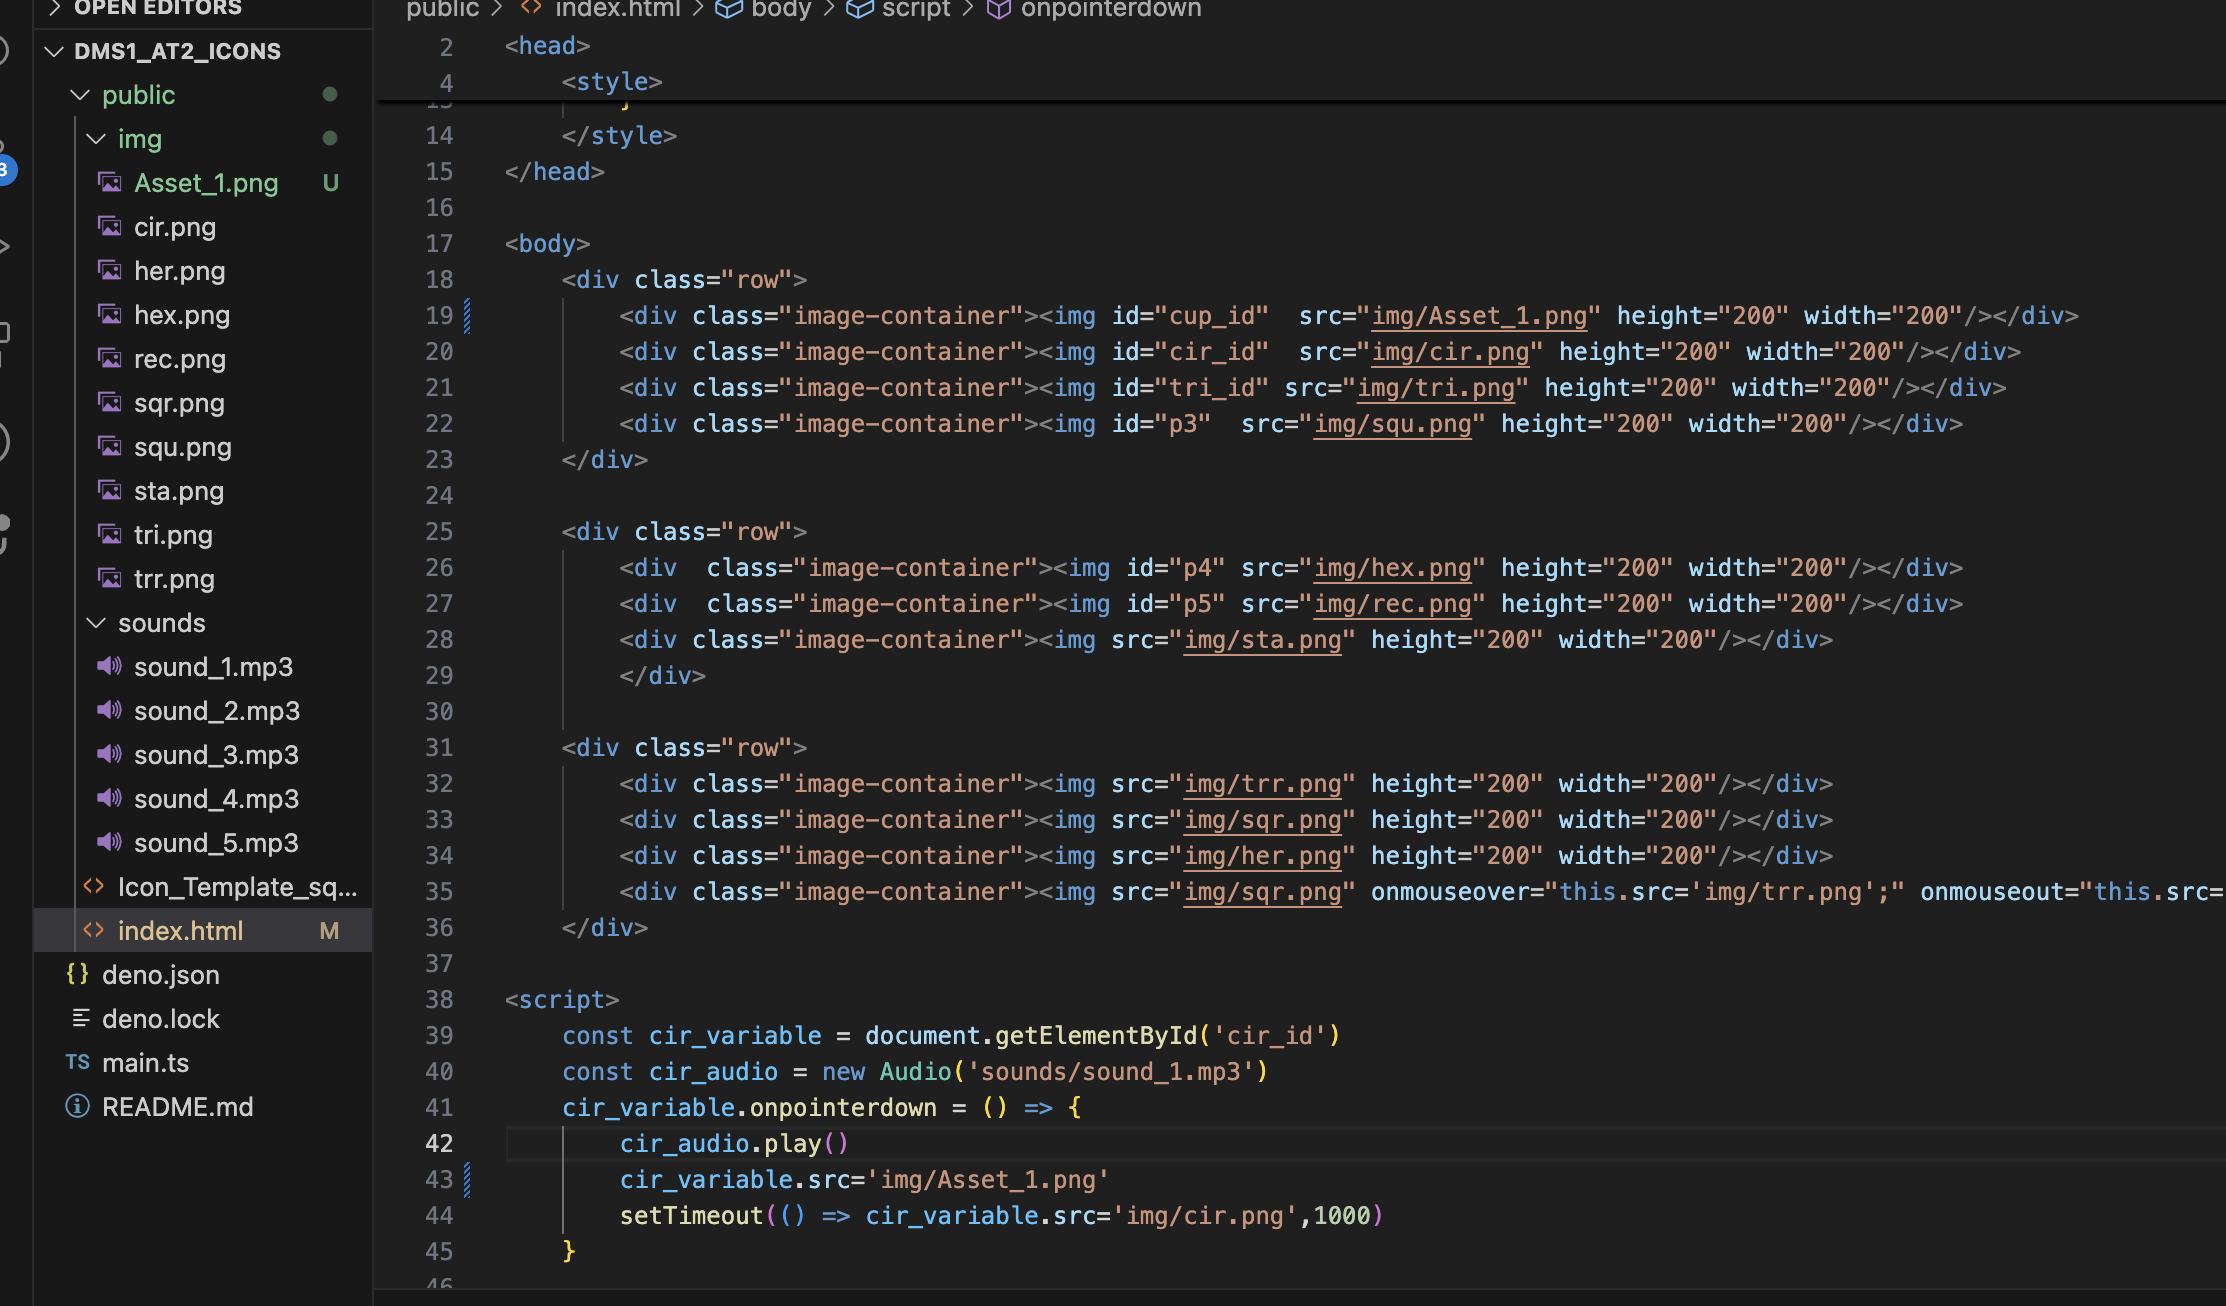 OPEN EDITORS
DMS1_AT2_ICONS
public
img
Asset_1.png U
cir.png
her.png
hex.png
rec.png
sqr.png
squ.png
sta.png
tri.png
trr.png
sounds
sound_1.mp3
sound_2.mp3
sound_3.mp3
sound_4.mp3
sound_5.mp3
Icon_Template_sq...
index.html M
deno.json
deno.lock
TS main.ts
README.md
3
public > index.html > body > script > onpointerdown
2 <head>
4 <style>
13 }
14 </style>
15 </head>
16
17 <body>
18 <div class="row">
19 <div class="image-container"><img id="cup_id"  src="img/Asset_1.png" height="200" width="200"/></div>
20 <div class="image-container"><img id="cir_id"  src="img/cir.png" height="200" width="200"/></div>
21 <div class="image-container"><img id="tri_id" src="img/tri.png" height="200" width="200"/></div>
22 <div class="image-container"><img id="p3"  src="img/squ.png" height="200" width="200"/></div>
23 </div>
24
25 <div class="row">
26 <div  class="image-container"><img id="p4" src="img/hex.png" height="200" width="200"/></div>
27 <div  class="image-container"><img id="p5" src="img/rec.png" height="200" width="200"/></div>
28 <div class="image-container"><img src="img/sta.png" height="200" width="200"/></div>
29 </div>
30
31 <div class="row">
32 <div class="image-container"><img src="img/trr.png" height="200" width="200"/></div>
33 <div class="image-container"><img src="img/sqr.png" height="200" width="200"/></div>
34 <div class="image-container"><img src="img/her.png" height="200" width="200"/></div>
35 <div class="image-container"><img src="img/sqr.png" onmouseover="this.src='img/trr.png';" onmouseout="this.src=
36 </div>
37
38 <script>
39 const cir_variable = document.getElementById('cir_id')
40 const cir_audio = new Audio('sounds/sound_1.mp3')
41 cir_variable.onpointerdown = () => {
42 cir_audio.play()
43 cir_variable.src='img/Asset_1.png'
44 setTimeout(() => cir_variable.src='img/cir.png',1000)
45 }
46